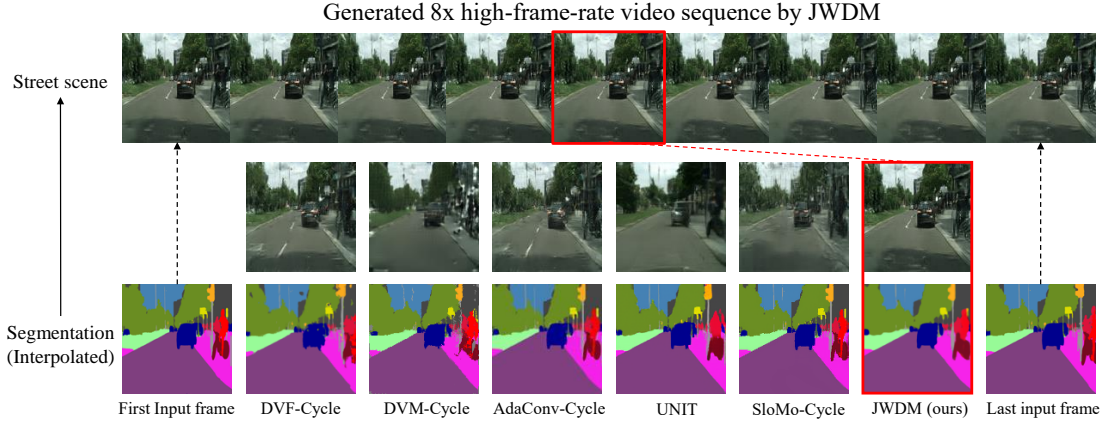 Generated 8x high-frame-rate video sequence by JWDM
Street scene
Segmentation
(Interpolated)
First Input frame
DVF-Cycle
DVM-Cycle
AdaConv-Cycle
UNIT
SloMo-Cycle
JWDM (ours)
Last input frame